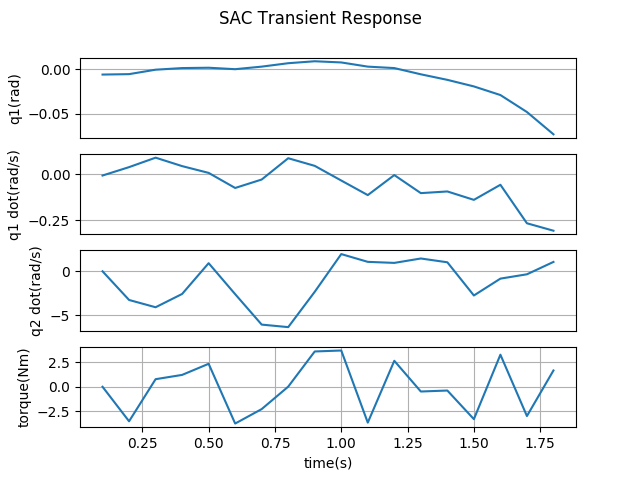 SAC Transient Response
0.00
−0.05
q1(rad)
0.00
−0.25
q1 dot(rad/s)
0
−5
q2 dot(rad/s)
2.5
0.0
−2.5
torque(Nm)
0.25 0.50 0.75 1.00 1.25 1.50 1.75
time(s)